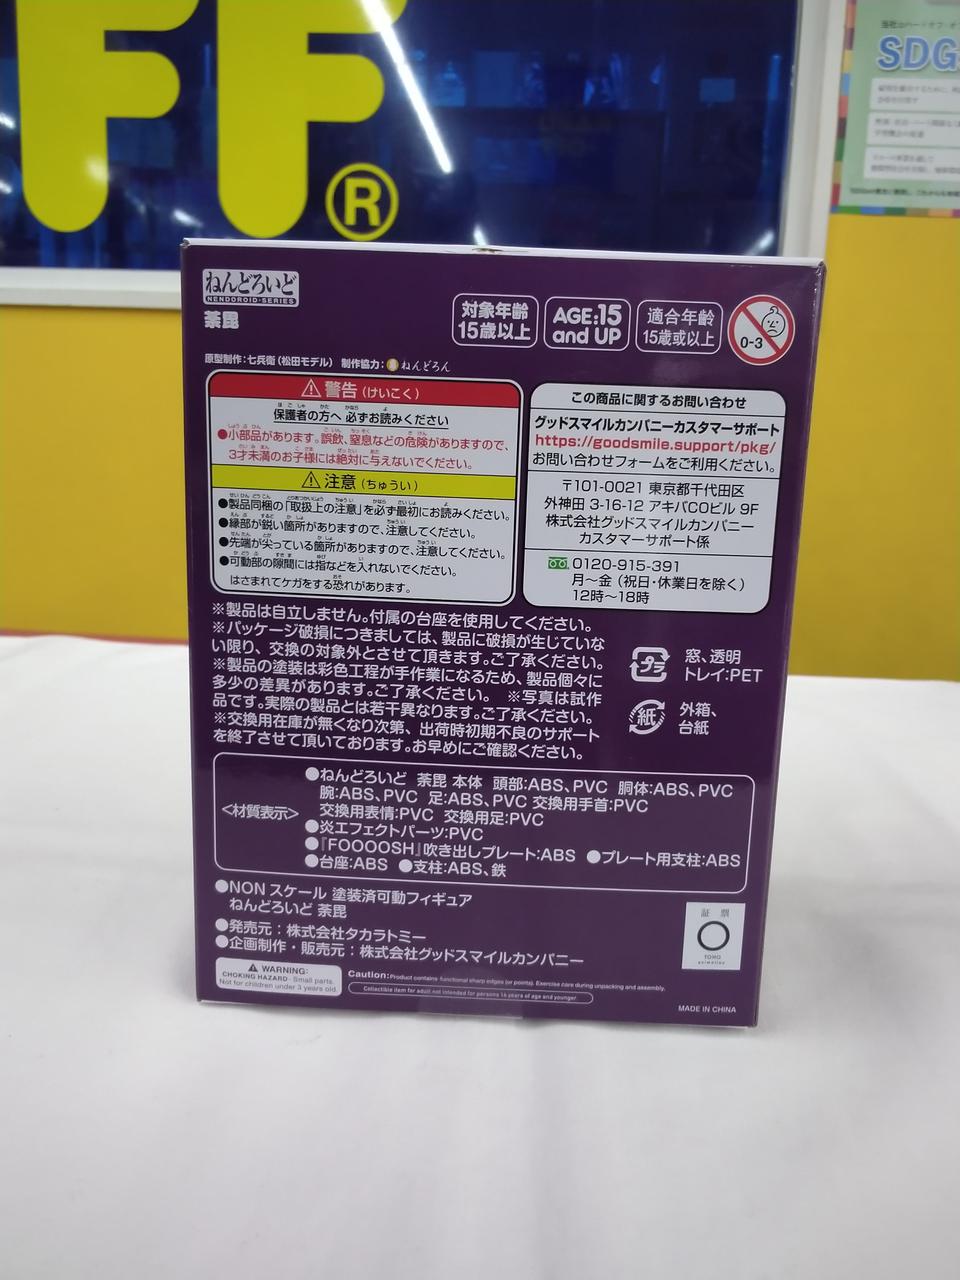 FF
®
SDG
ねんどろいど
NENDOROID-SERIES
荼毘
対象年齢
15歳以上
AGE:15
and UP
適合年齢
15歳或以上
0-3
原型制作:七兵衛(松田モデル) 制作協力: ねんどろん
警告(けいこく)
保護者の方へ 必ずお読みください
●小部品があります。誤飲、窒息などの危険がありますので、
3才未満のお子様には絶対に与えないでください。
注意(ちゅうい)
●製品同梱の「取扱上の注意」を必ず最初にお読みください。
●縁部が鋭い箇所がありますので、注意してください。
●先端が尖っている箇所がありますので、注意してください。
●可動部の隙間には指などを入れないでください。
はさまれてケガをする恐れがあります。
この商品に関するお問い合わせ
グッドスマイルカンパニーカスタマーサポート
https://goodsmile.support/pkg/
お問い合わせフォームをご利用ください。
〒101-0021 東京都千代田区
外神田 3-16-12 アキバCOビル 9F
株式会社グッドスマイルカンパニー
カスタマーサポート係
0120-915-391
月~金 (祝日・休業日を除く)
12時~18時
※製品は自立しません。付属の台座を使用してください。
※パッケージ破損につきましては、製品に破損が生じていな
い限り、交換の対象外とさせて頂きます。ご了承ください。
※製品の塗装は彩色工程が手作業になるため、製品個々に
多少の差異があります。ご了承ください。 ※写真は試作
品です。実際の製品とは若干異なります。ご了承ください。
※交換用在庫が無くなり次第、出荷時初期不良のサポート
を終了させて頂いております。お早めにご確認ください。
プラ
窓、透明
トレイ:PET
紙
外箱、
台紙
<材質表示>
●ねんどろいど 荼毘 本体 頭部:ABS、PVC 胴体:ABS、PVC
腕:ABS、PVC 足:ABS、PVC 交換用手首:PVC
交換用表情:PVC 交換用足:PVC
●炎エフェクトパーツ:PVC
●『FOOOOSH』吹き出しプレート:ABS ●プレート用支柱:ABS
●台座:ABS ●支柱:ABS、鉄
●NON スケール 塗装済可動フィギュア
ねんどろいど 荼毘
●発売元:株式会社タカラトミー
●企画制作・販売元:株式会社グッドスマイルカンパニー
証 票
TOHO
animation
WARNING:
CHOKING HAZARD - Small parts.
Not for children under 3 years old.
Caution:Product contains functional sharp edges (or points). Exercise care during unpacking and assembly.
Collectible item for adult not intended for persons 14 years of age and younger.
MADE IN CHINA